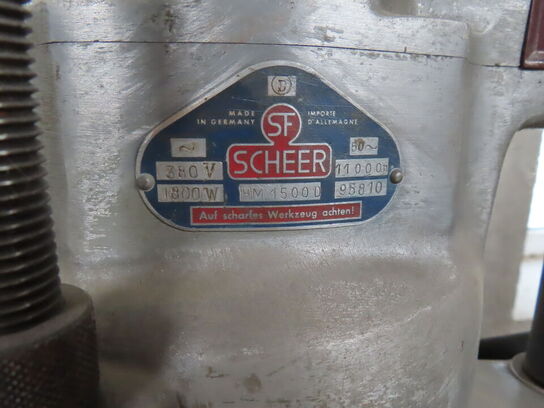 D
MADE IN GERMANY
IMPORTE D'ALLEMAGNE
SF
SCHEER
~
50~
380 V
11000
1800 W
HM 1500 D
95810
Auf scharfes Werkzeug achten!